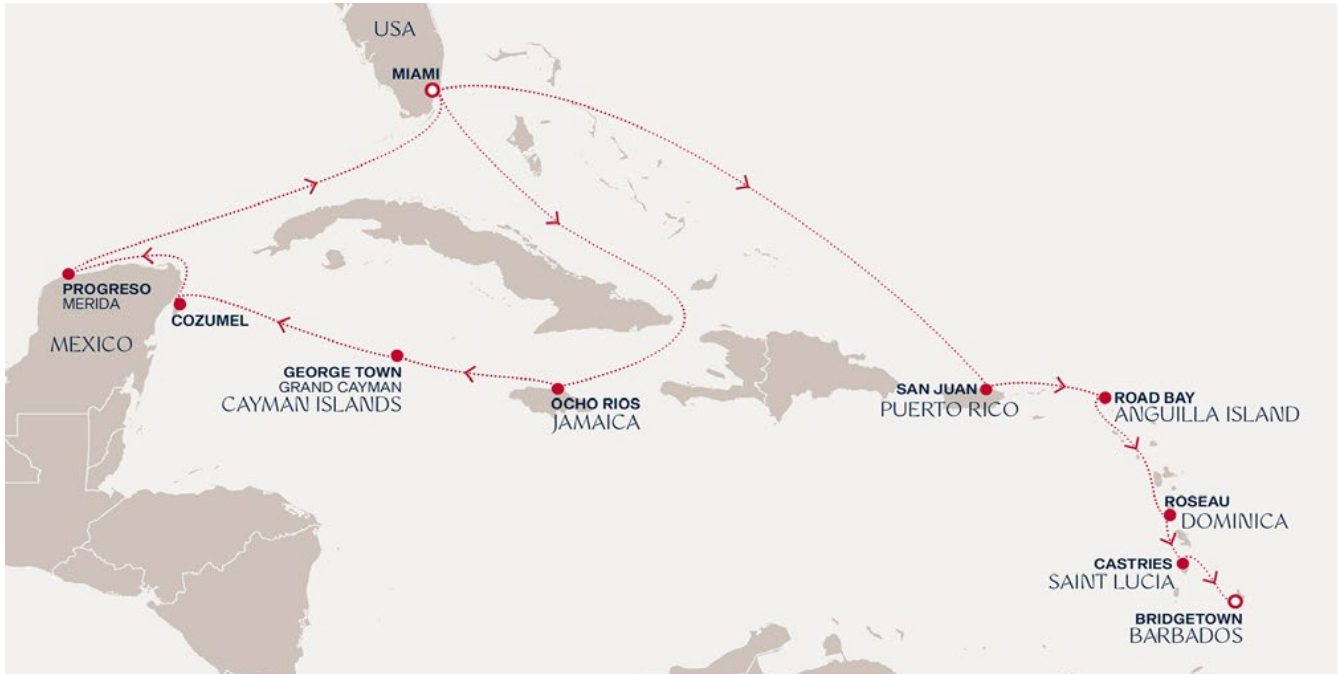 USA
MIAMI
PROGRESO
MERIDA
COZUMEL
MEXICO
GEORGE TOWN
GRAND CAYMAN
CAYMAN ISLANDS
OCHO RIOS
JAMAICA
SAN JUAN
PUERTO RICO
ROAD BAY
ANGUILLA ISLAND
ROSEAU
DOMINICA
CASTRIES
SAINT LUCIA
BRIDGETOWN
BARBADOS